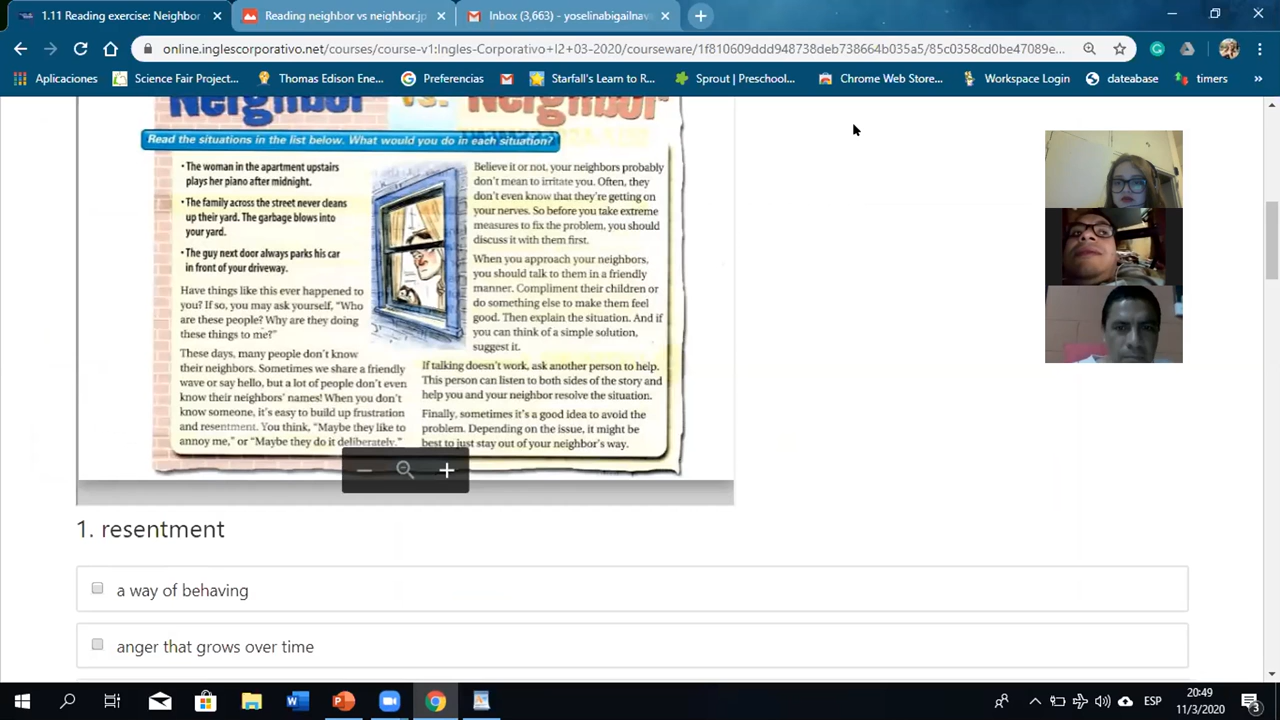 1.11 Reading exercise: Neighbor
Reading neighbor vs neighbor.jp
Inbox (3,663) - yoselinabigailnav
online.inglescorporativo.net/courses/course-v1:Ingles-Corporativo+I2+03-2020/courseware/1f810609ddd948738deb738664b035a5/85c0358cd0be47089e...
Aplicaciones
Science Fair Project...
Thomas Edison Ene...
Preferencias
Starfall's Learn to R...
Sprout | Preschool...
Chrome Web Store...
Workspace Login
dateabase
timers
»
Neighbor vs. Neighbor
Read the situations in the list below. What would you do in each situation?
• The woman in the apartment upstairs
plays her piano after midnight.
• The family across the street never cleans
up their yard. The garbage blows into
your yard.
• The guy next door always parks his car
in front of your driveway.
Have things like this ever happened to
you? If so, you may ask yourself, "Who
are these people? Why are they doing
these things to me?"
These days, many people don't know
their neighbors. Sometimes we share a friendly
wave or say hello, but a lot of people don't even
know their neighbors' names! When you don't
know someone, it's easy to build up frustration
and resentment. You think, "Maybe they like to
annoy me," or "Maybe they do it deliberately."
Believe it or not, your neighbors probably
don't mean to irritate you. Often, they
don't even know that they're getting on
your nerves. So before you take extreme
measures to fix the problem, you should
discuss it with them first.
When you approach your neighbors,
you should talk to them in a friendly
manner. Compliment their children or
do something else to make them feel
good. Then explain the situation. And if
you can think of a simple solution,
suggest it.
If talking doesn't work, ask another person to help.
This person can listen to both sides of the story and
help you and your neighbor resolve the situation.
Finally, sometimes it's a good idea to avoid the
problem. Depending on the issue, it might be
best to just stay out of your neighbor's way.
1. resentment
a way of behaving
anger that grows over time
ESP
20:49
11/3/2020
3